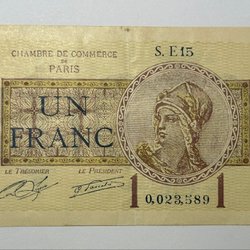 CHAMBRE DE COMMERCE
DE
PARIS
S. E15
UN
FRANC
LE TRÉSORIER
LE PRÉSIDENT
1
1
0,023,589